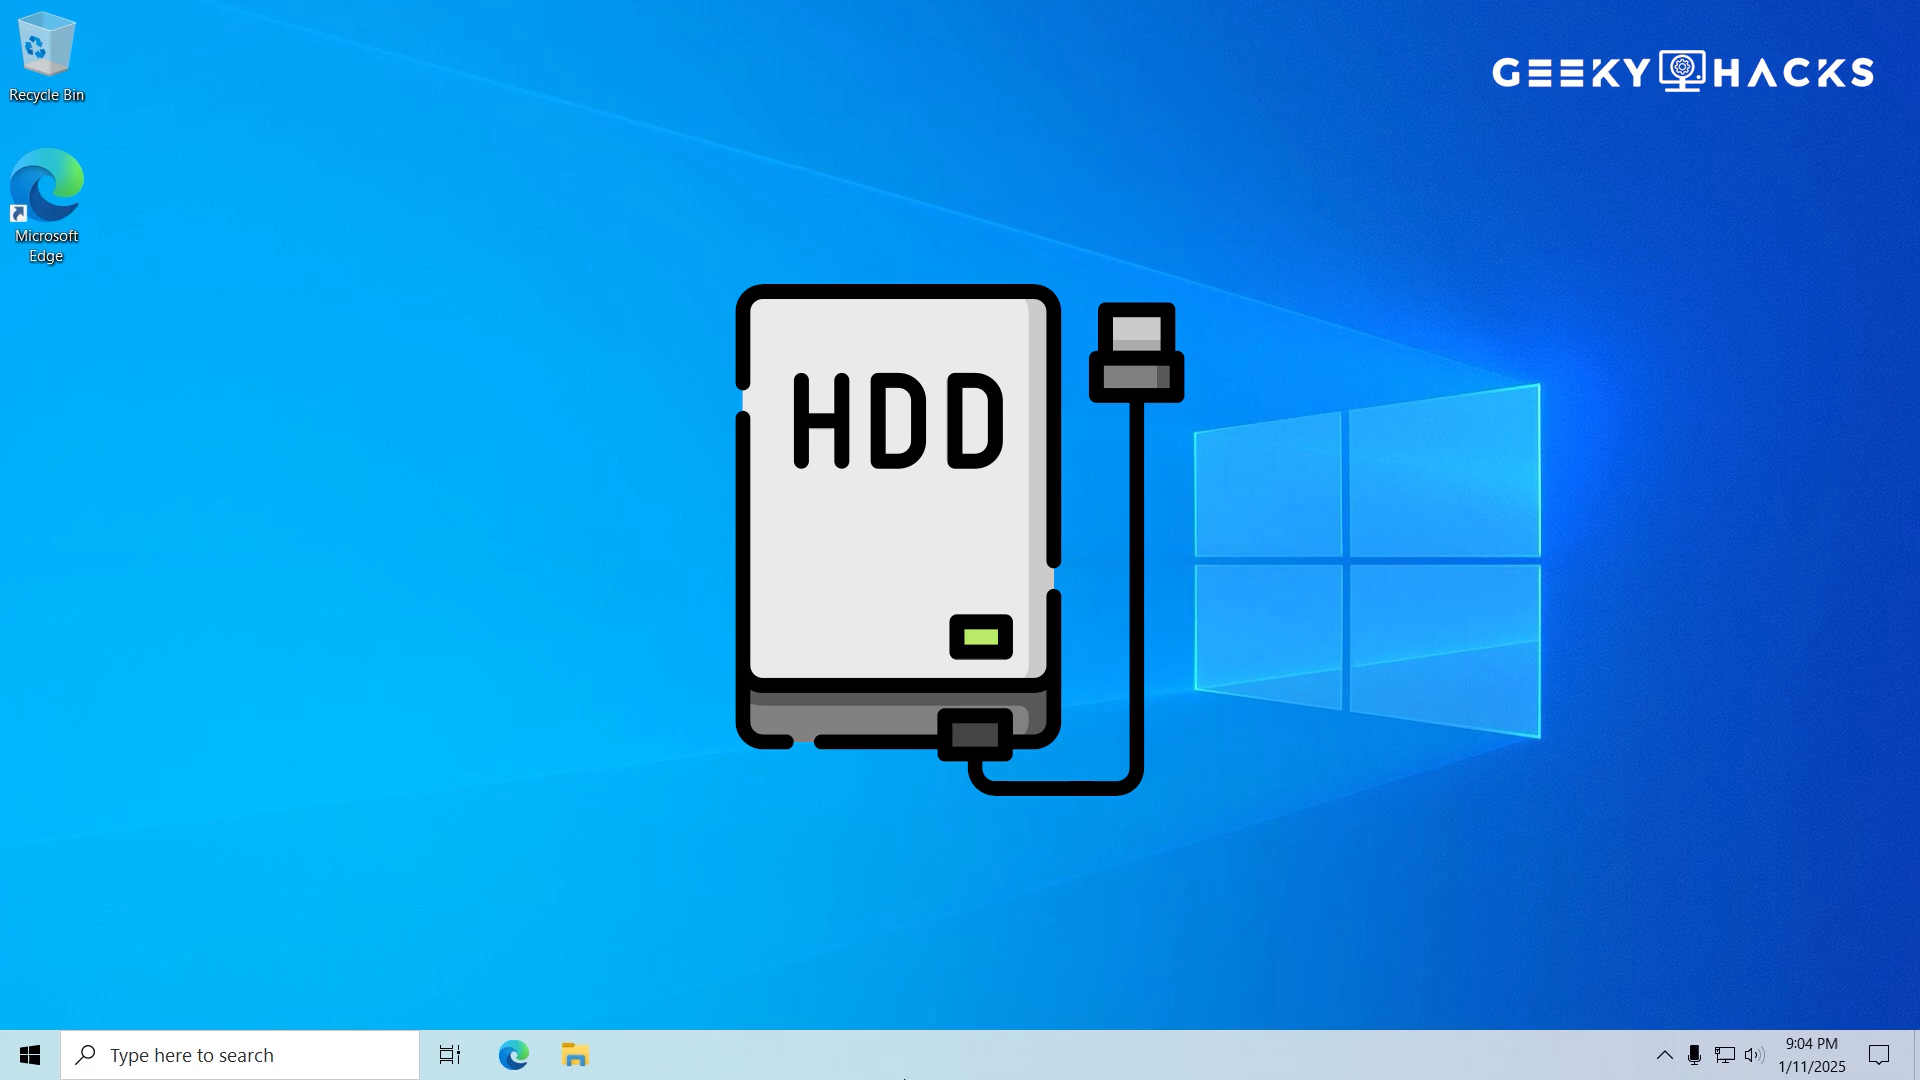 Recycle Bin
GEEKY HACKS
Microsoft
Edge
HDD
Type here to search
9:04 PM
1/11/2025